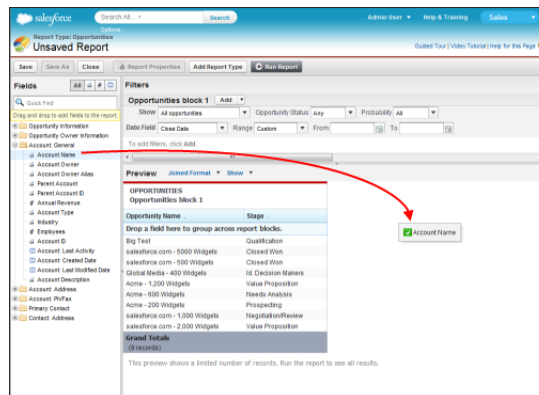 salesforce
Search All...
Search
Options...
Admin User
Help & Training
Sales
Report Type: Opportunities
Unsaved Report
Guided Tour | Video Tutorial | Help for this Page
Save
Save As
Close
Report Properties
Add Report Type
Run Report
Fields
All
#
Quick Find
Drag and drop to add fields to the report.
Opportunity Information
Opportunity Owner Information
Account: General
Account Name
Account Owner
Account Owner Alias
Parent Account
Parent Account ID
# Annual Revenue
Account Type
Industry
# Employees
Account ID
Account: Last Activity
Account: Created Date
Account: Last Modified Date
Account Description
Account: Address
Account: Ph/Fax
Primary Contact
Contact: Address
Filters
Opportunities block 1
Add
Show
All opportunities
Opportunity Status
Any
Probability
All
Date Field
Close Date
Range
Custom
From
To
To add filters, click Add.
Preview
Joined Format
Show
OPPORTUNITIES
Opportunities block 1
Opportunity Name
Stage
Drop a field here to group across report blocks.
Big Test
Qualification
salesforce.com - 5000 Widgets
Closed Won
salesforce.com - 500 Widgets
Closed Won
Global Media - 400 Widgets
Id. Decision Makers
Acme - 1,200 Widgets
Value Proposition
Acme - 600 Widgets
Needs Analysis
Acme - 200 Widgets
Prospecting
salesforce.com - 1,000 Widgets
Negotiation/Review
salesforce.com - 2,000 Widgets
Value Proposition
Grand Totals
(9 records)
Account Name
This preview shows a limited number of records. Run the report to see all results.